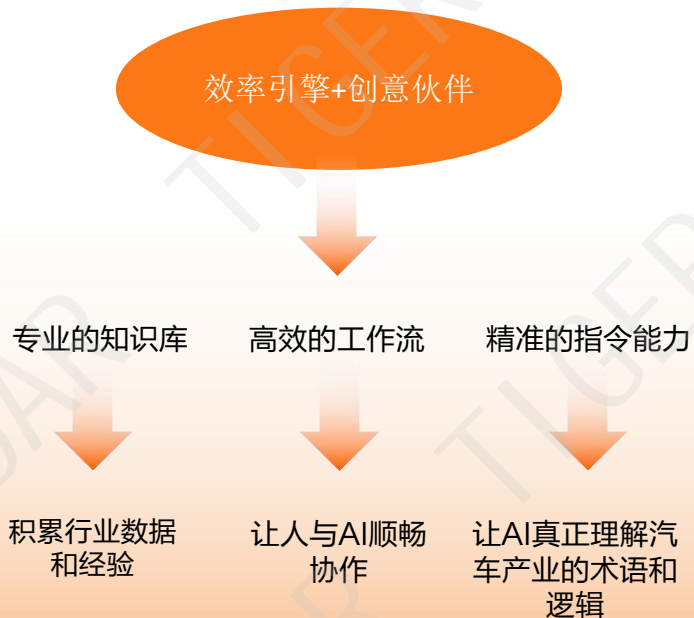 效率引擎+创意伙伴
专业的知识库
高效的工作流
精准的指令能力
积累行业数据
和经验
让人与AI顺畅
协作
让AI真正理解汽
车产业的术语和
逻辑
TIGER
TIGER